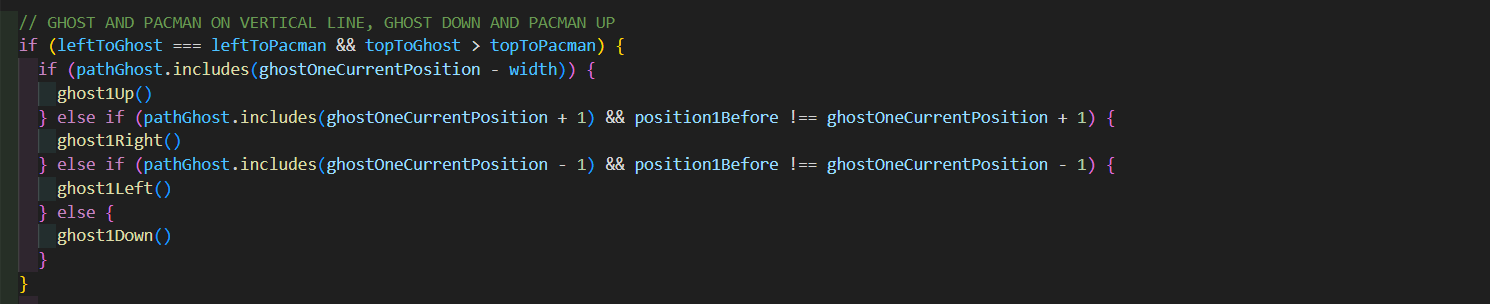 // GHOST AND PACMAN ON VERTICAL LINE, GHOST DOWN AND PACMAN UP
if (leftToGhost === leftToPacman && topToGhost > topToPacman) {
  if (pathGhost.includes(ghostOneCurrentPosition - width)) {
    ghost1Up()
  } else if (pathGhost.includes(ghostOneCurrentPosition + 1) && position1Before !== ghostOneCurrentPosition + 1) {
    ghost1Right()
  } else if (pathGhost.includes(ghostOneCurrentPosition - 1) && position1Before !== ghostOneCurrentPosition - 1) {
    ghost1Left()
  } else {
    ghost1Down()
  }
}